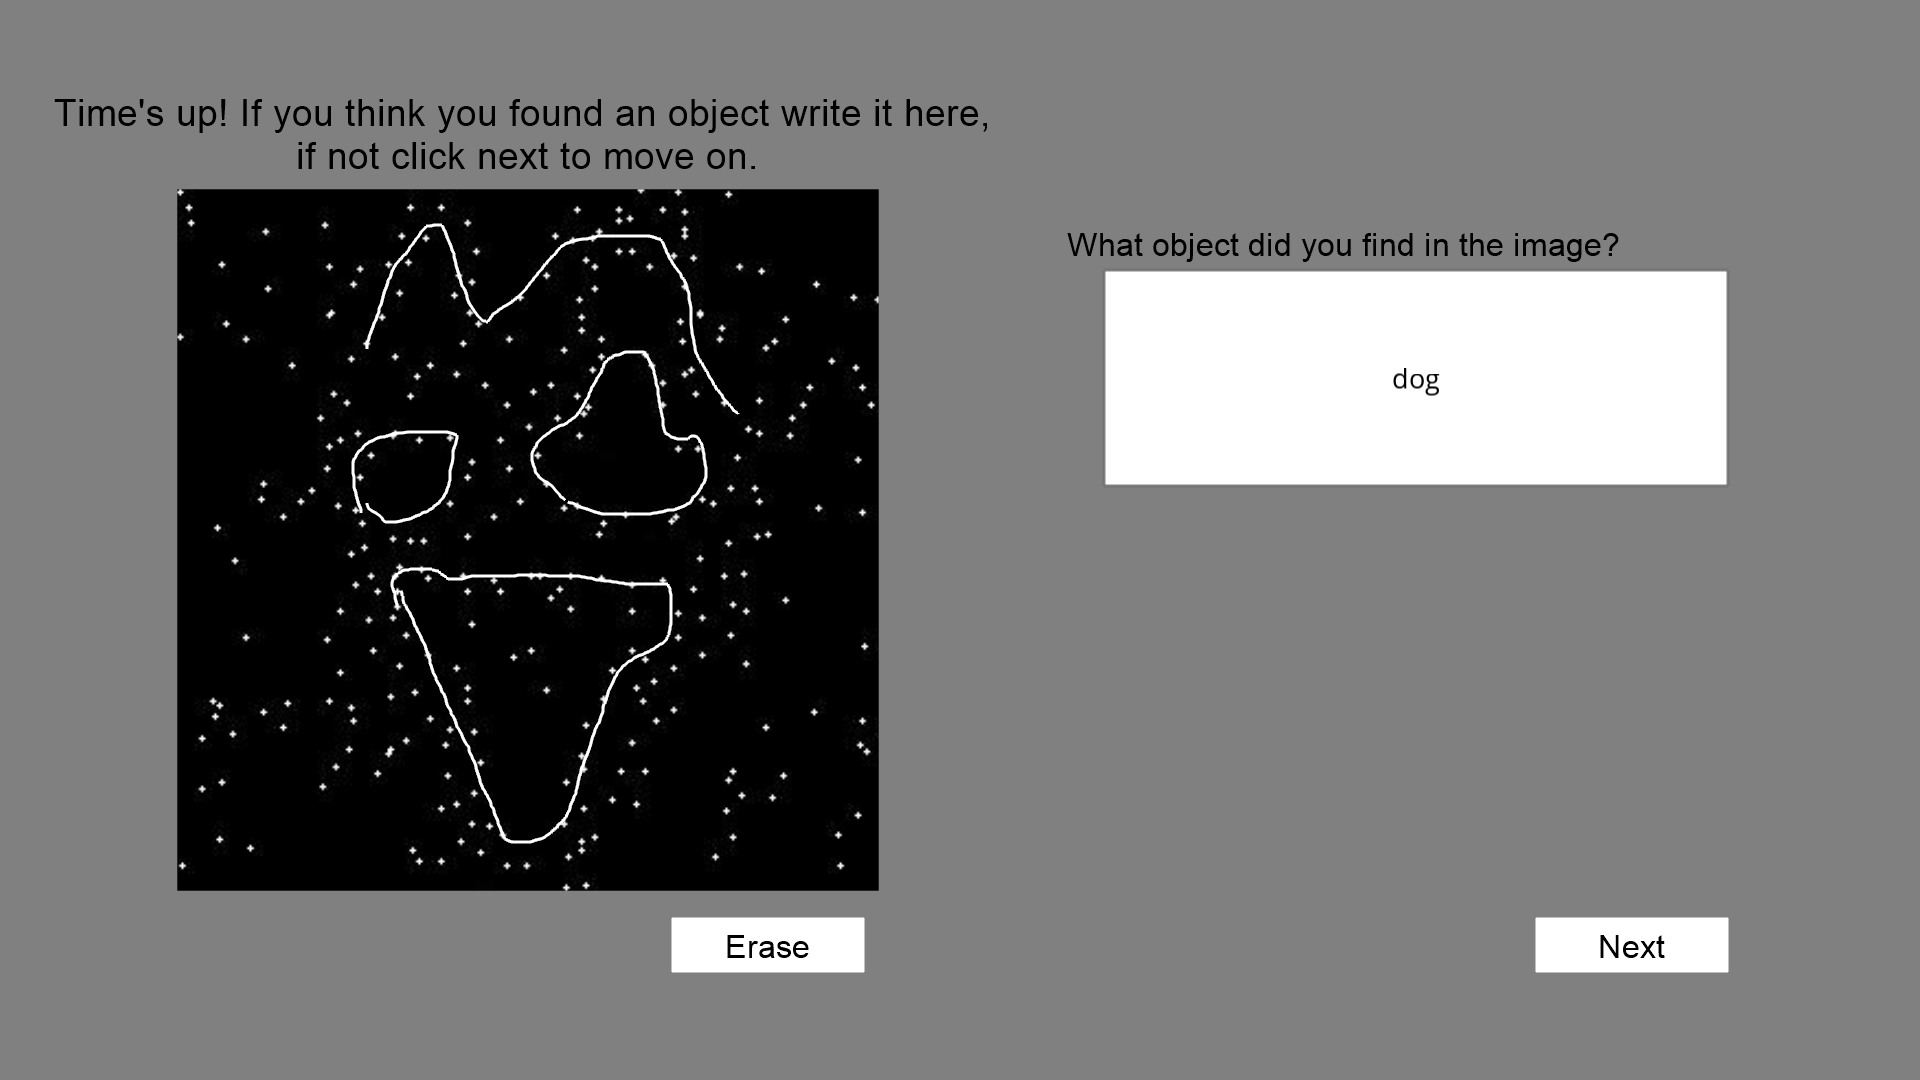 Time's up! If you think you found an object write it here,
if not click next to move on.
What object did you find in the image?
dog
Erase
Next